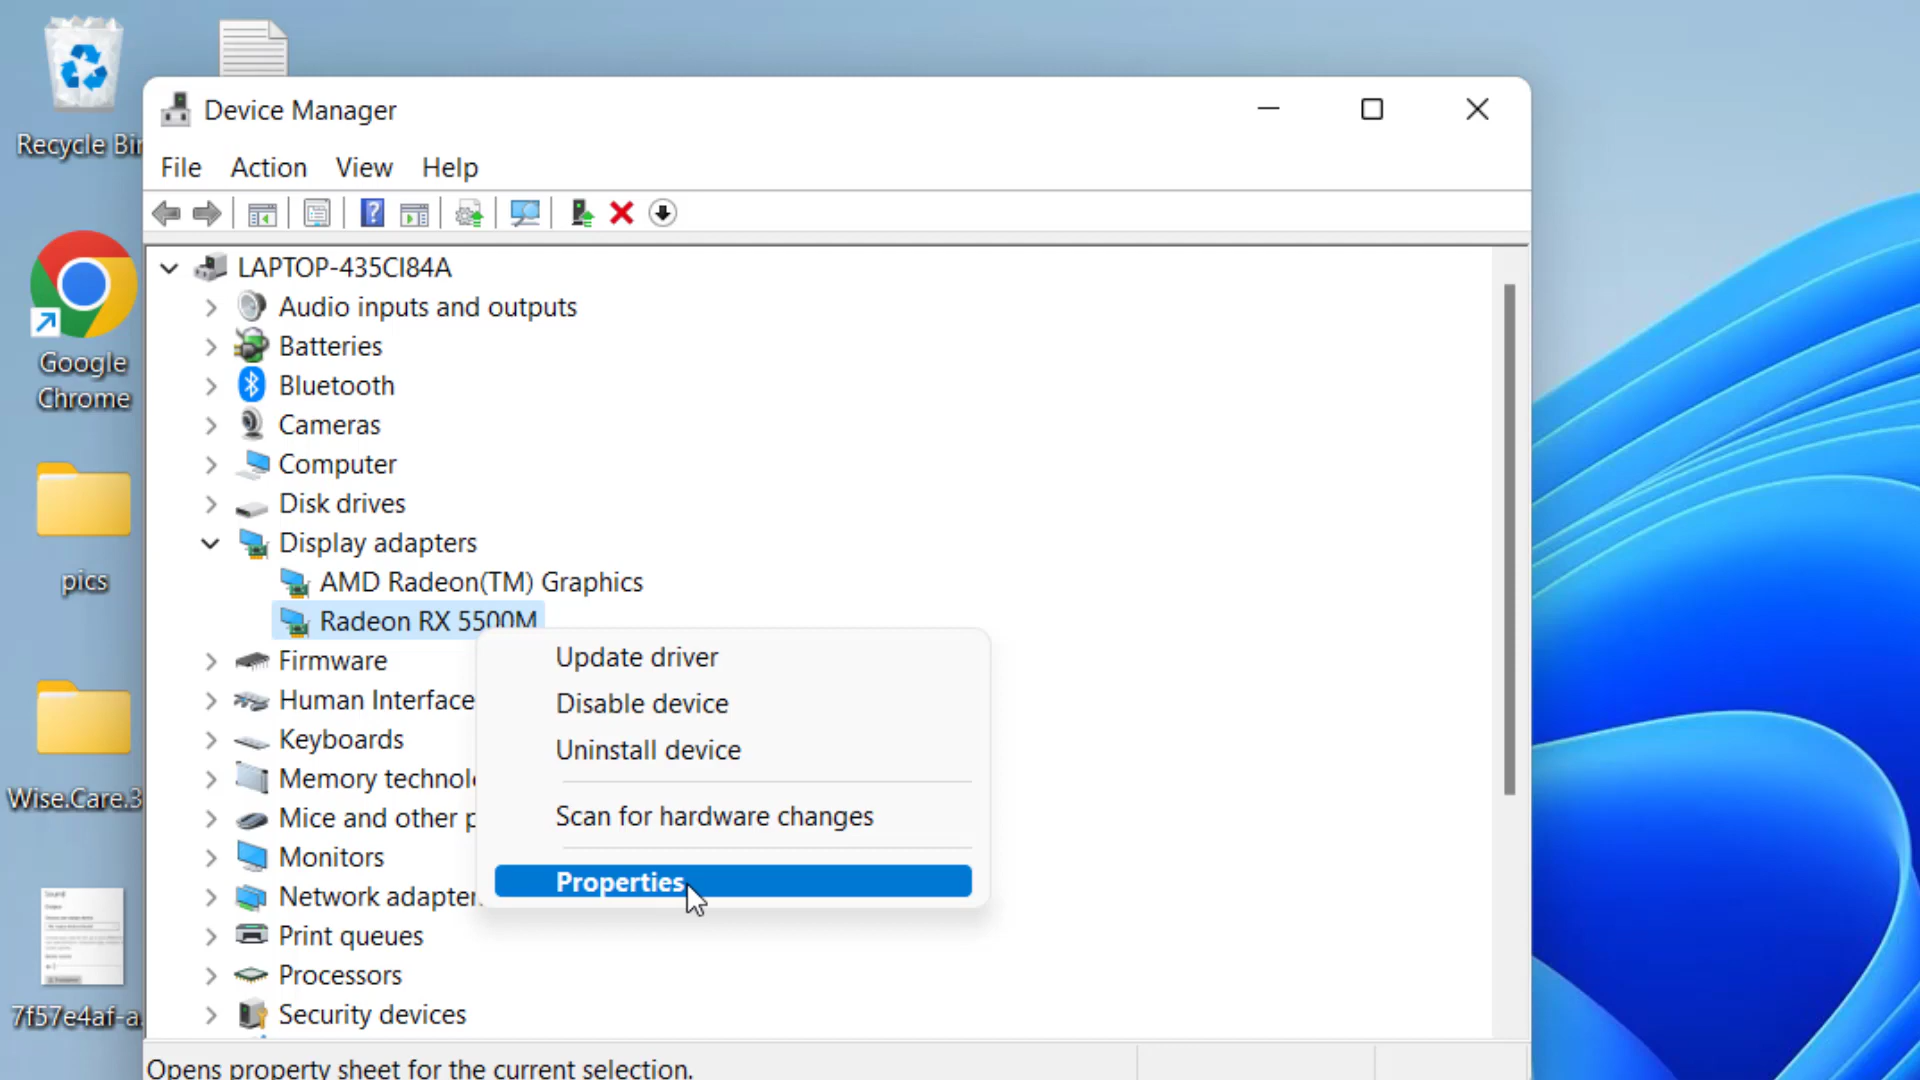 Recycle Bin
Google
Chrome
pics
Wise.Care.3
7f57e4af-a
Device Manager
File Action View Help
LAPTOP-435CI84A
Audio inputs and outputs
Batteries
Bluetooth
Cameras
Computer
Disk drives
Display adapters
AMD Radeon(TM) Graphics
Radeon RX 5500M
Firmware
Human Interface
Keyboards
Memory technol
Mice and other p
Monitors
Network adapter
Print queues
Processors
Security devices
Update driver
Disable device
Uninstall device
Scan for hardware changes
Properties
Opens property sheet for the current selection.